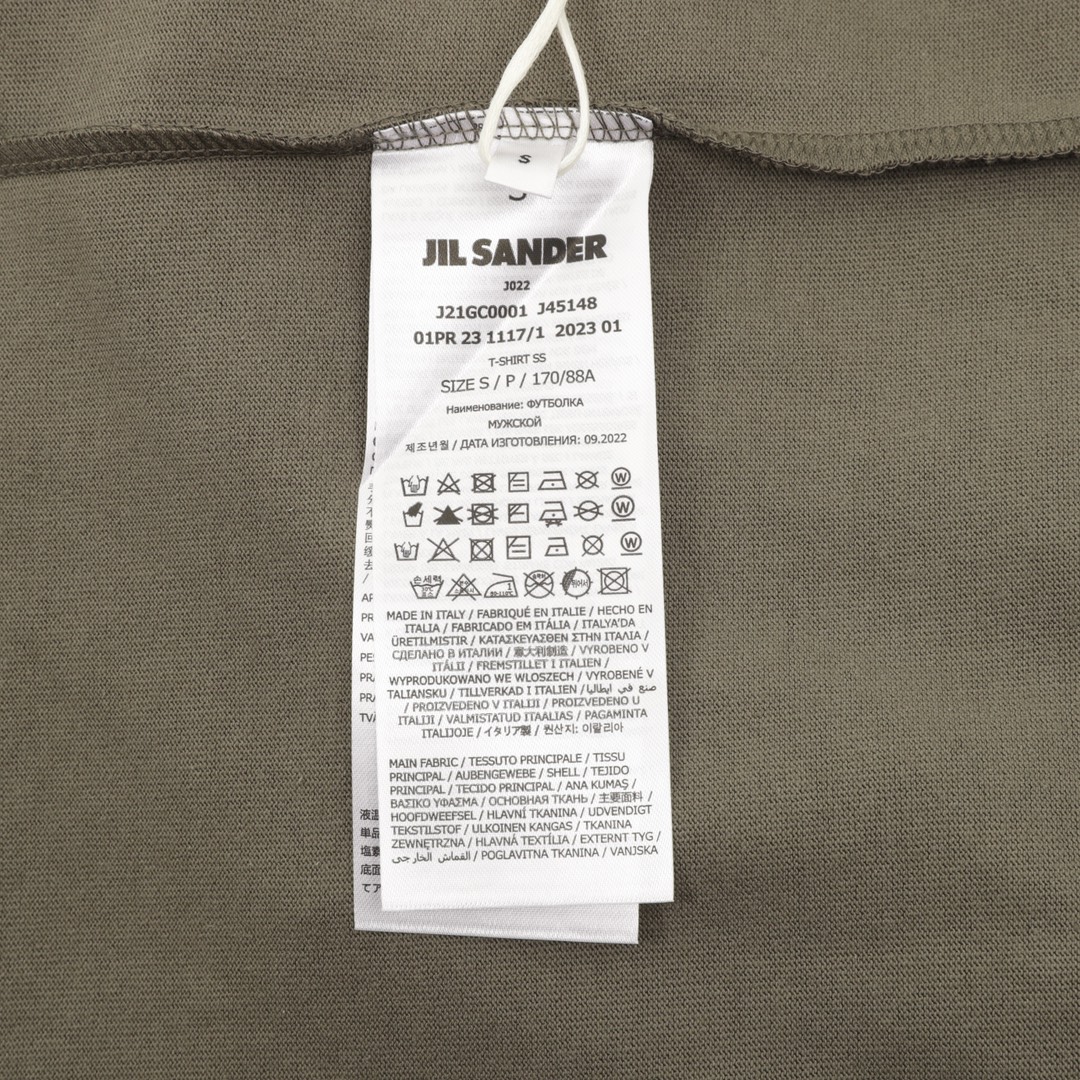 S
JIL SANDER
J022
J21GC0001 J45148
01PR 23 1117/1 2023 01
T-SHIRT SS
SIZE S / P / 170/88A
Наименование: ФУТБОЛКА
МУЖСКОЙ
제조년월 / ДАТА ИЗГОТОВЛЕНИЯ: 09.2022
손세탁
MADE IN ITALY / FABRIQUÉ EN ITALIE / HECHO EN
ITALIA / FABRICADO EM ITÁLIA / ITALYA'DA
ÜRETILMISTIR / ΚΑΤΑΣΚΕΥΑΣΘΕΝ ΣΤΗΝ ΙΤΑΛΙΑ /
СДЕЛАНО В ИТАЛИИ / 意大利制造 / VYROBENO V
ITÁLII / FREMSTILLET I ITALIEN /
WYPRODUKOWANO WE WLOSZECH / VYROBENÉ V
TALIANSKU / TILLVERKAD I ITALIEN / صنع في ايطاليا
/ PROIZVEDENO V ITALIJI / PROIZVEDENO U
ITALIJI / VALMISTATUD ITAALIAS / PAGAMINTA
ITALIJOJE / イタリア製 / 원산지: 이탈리아
MAIN FABRIC / TESSUTO PRINCIPALE / TISSU
PRINCIPAL / AUBENGEWEBE / SHELL / TEJIDO
PRINCIPAL / TECIDO PRINCIPAL / ANA KUMAŞ /
ΒΑΣΙΚΟ ΥΦΑΣΜΑ / ОСНОВНАЯ ТКАНЬ / 主要面料 /
HOOFDWEEFSEL / HLAVNÍ TKANINA / UDVENDIGT
TEKSTILSTOF / ULKOINEN KANGAS / TKANINA
ZEWNĘTRZNA / HLAVNÁ TEXTÍLIA / EXTERNT TYG /
القماش الخارجي / POGLAVITNA TKANINA / VANJSKA